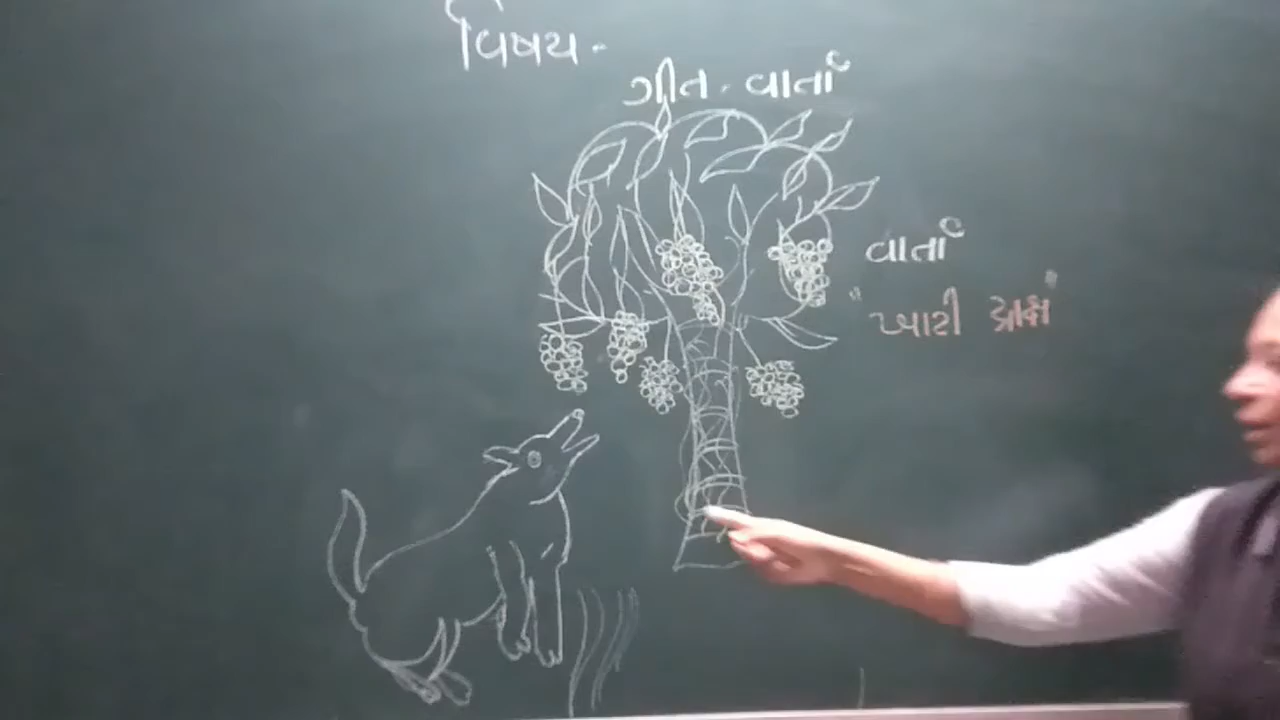 વિષય -
ગીત - વાર્તા
વાર્તા
"ખાટી દ્રાક્ષ"